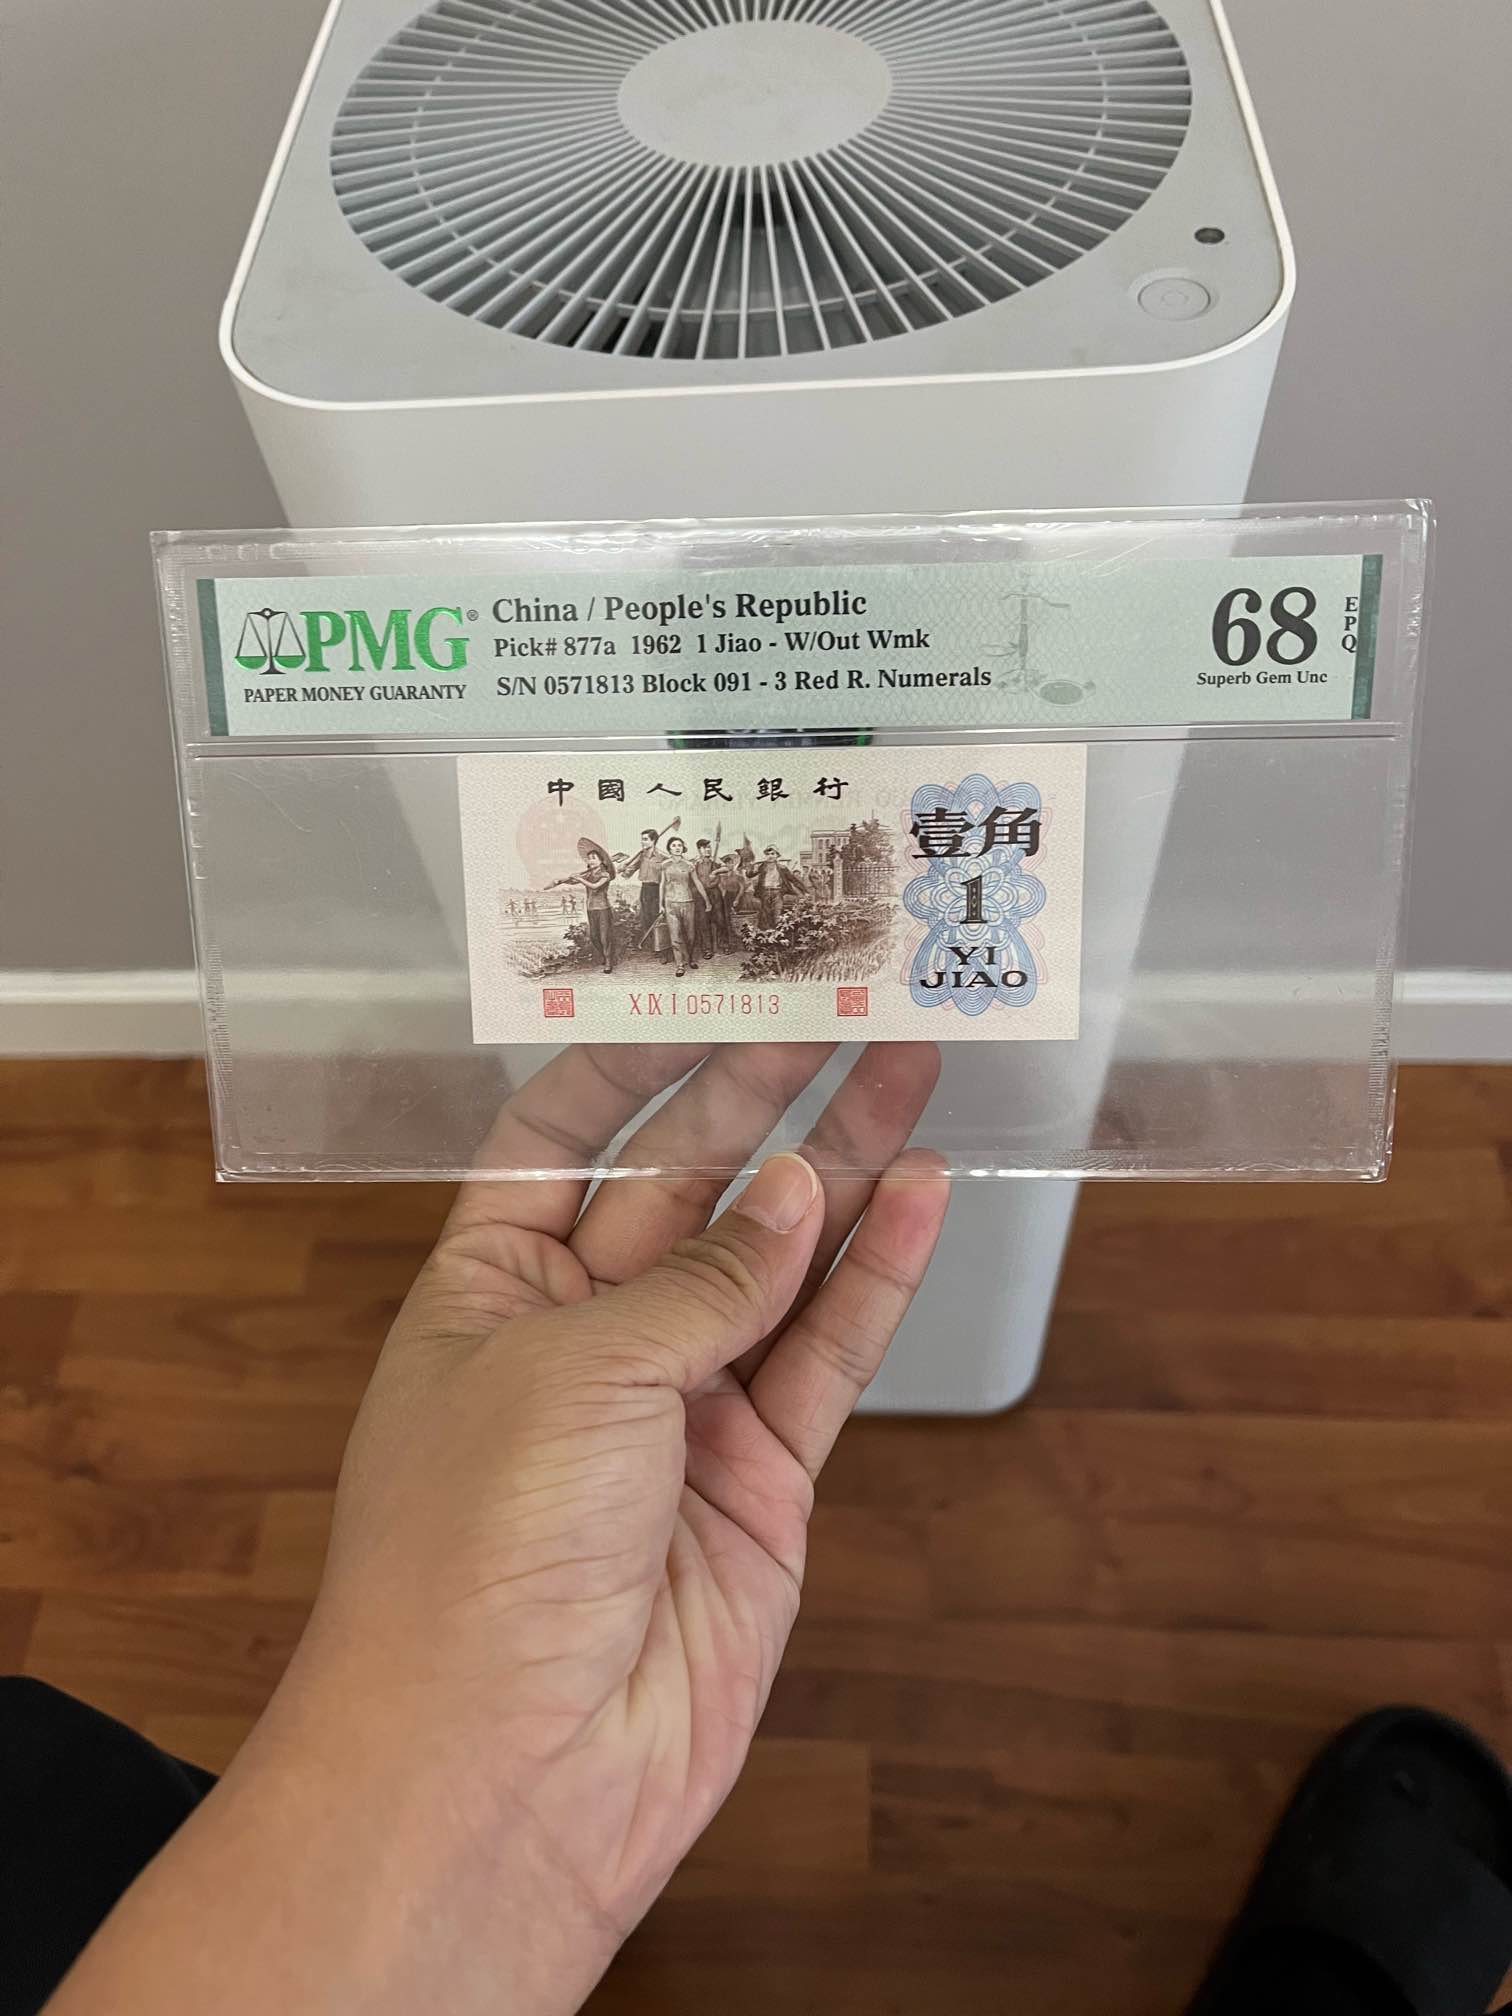 PMG®
PAPER MONEY GUARANTY
China / People's Republic
Pick# 877a 1962 1 Jiao - W/Out Wmk
S/N 0571813 Block 091 - 3 Red R. Numerals
68
EPQ
Superb Gem Unc
中國人民銀行
壹角
1
YI
JIAO
X IX I 0571813